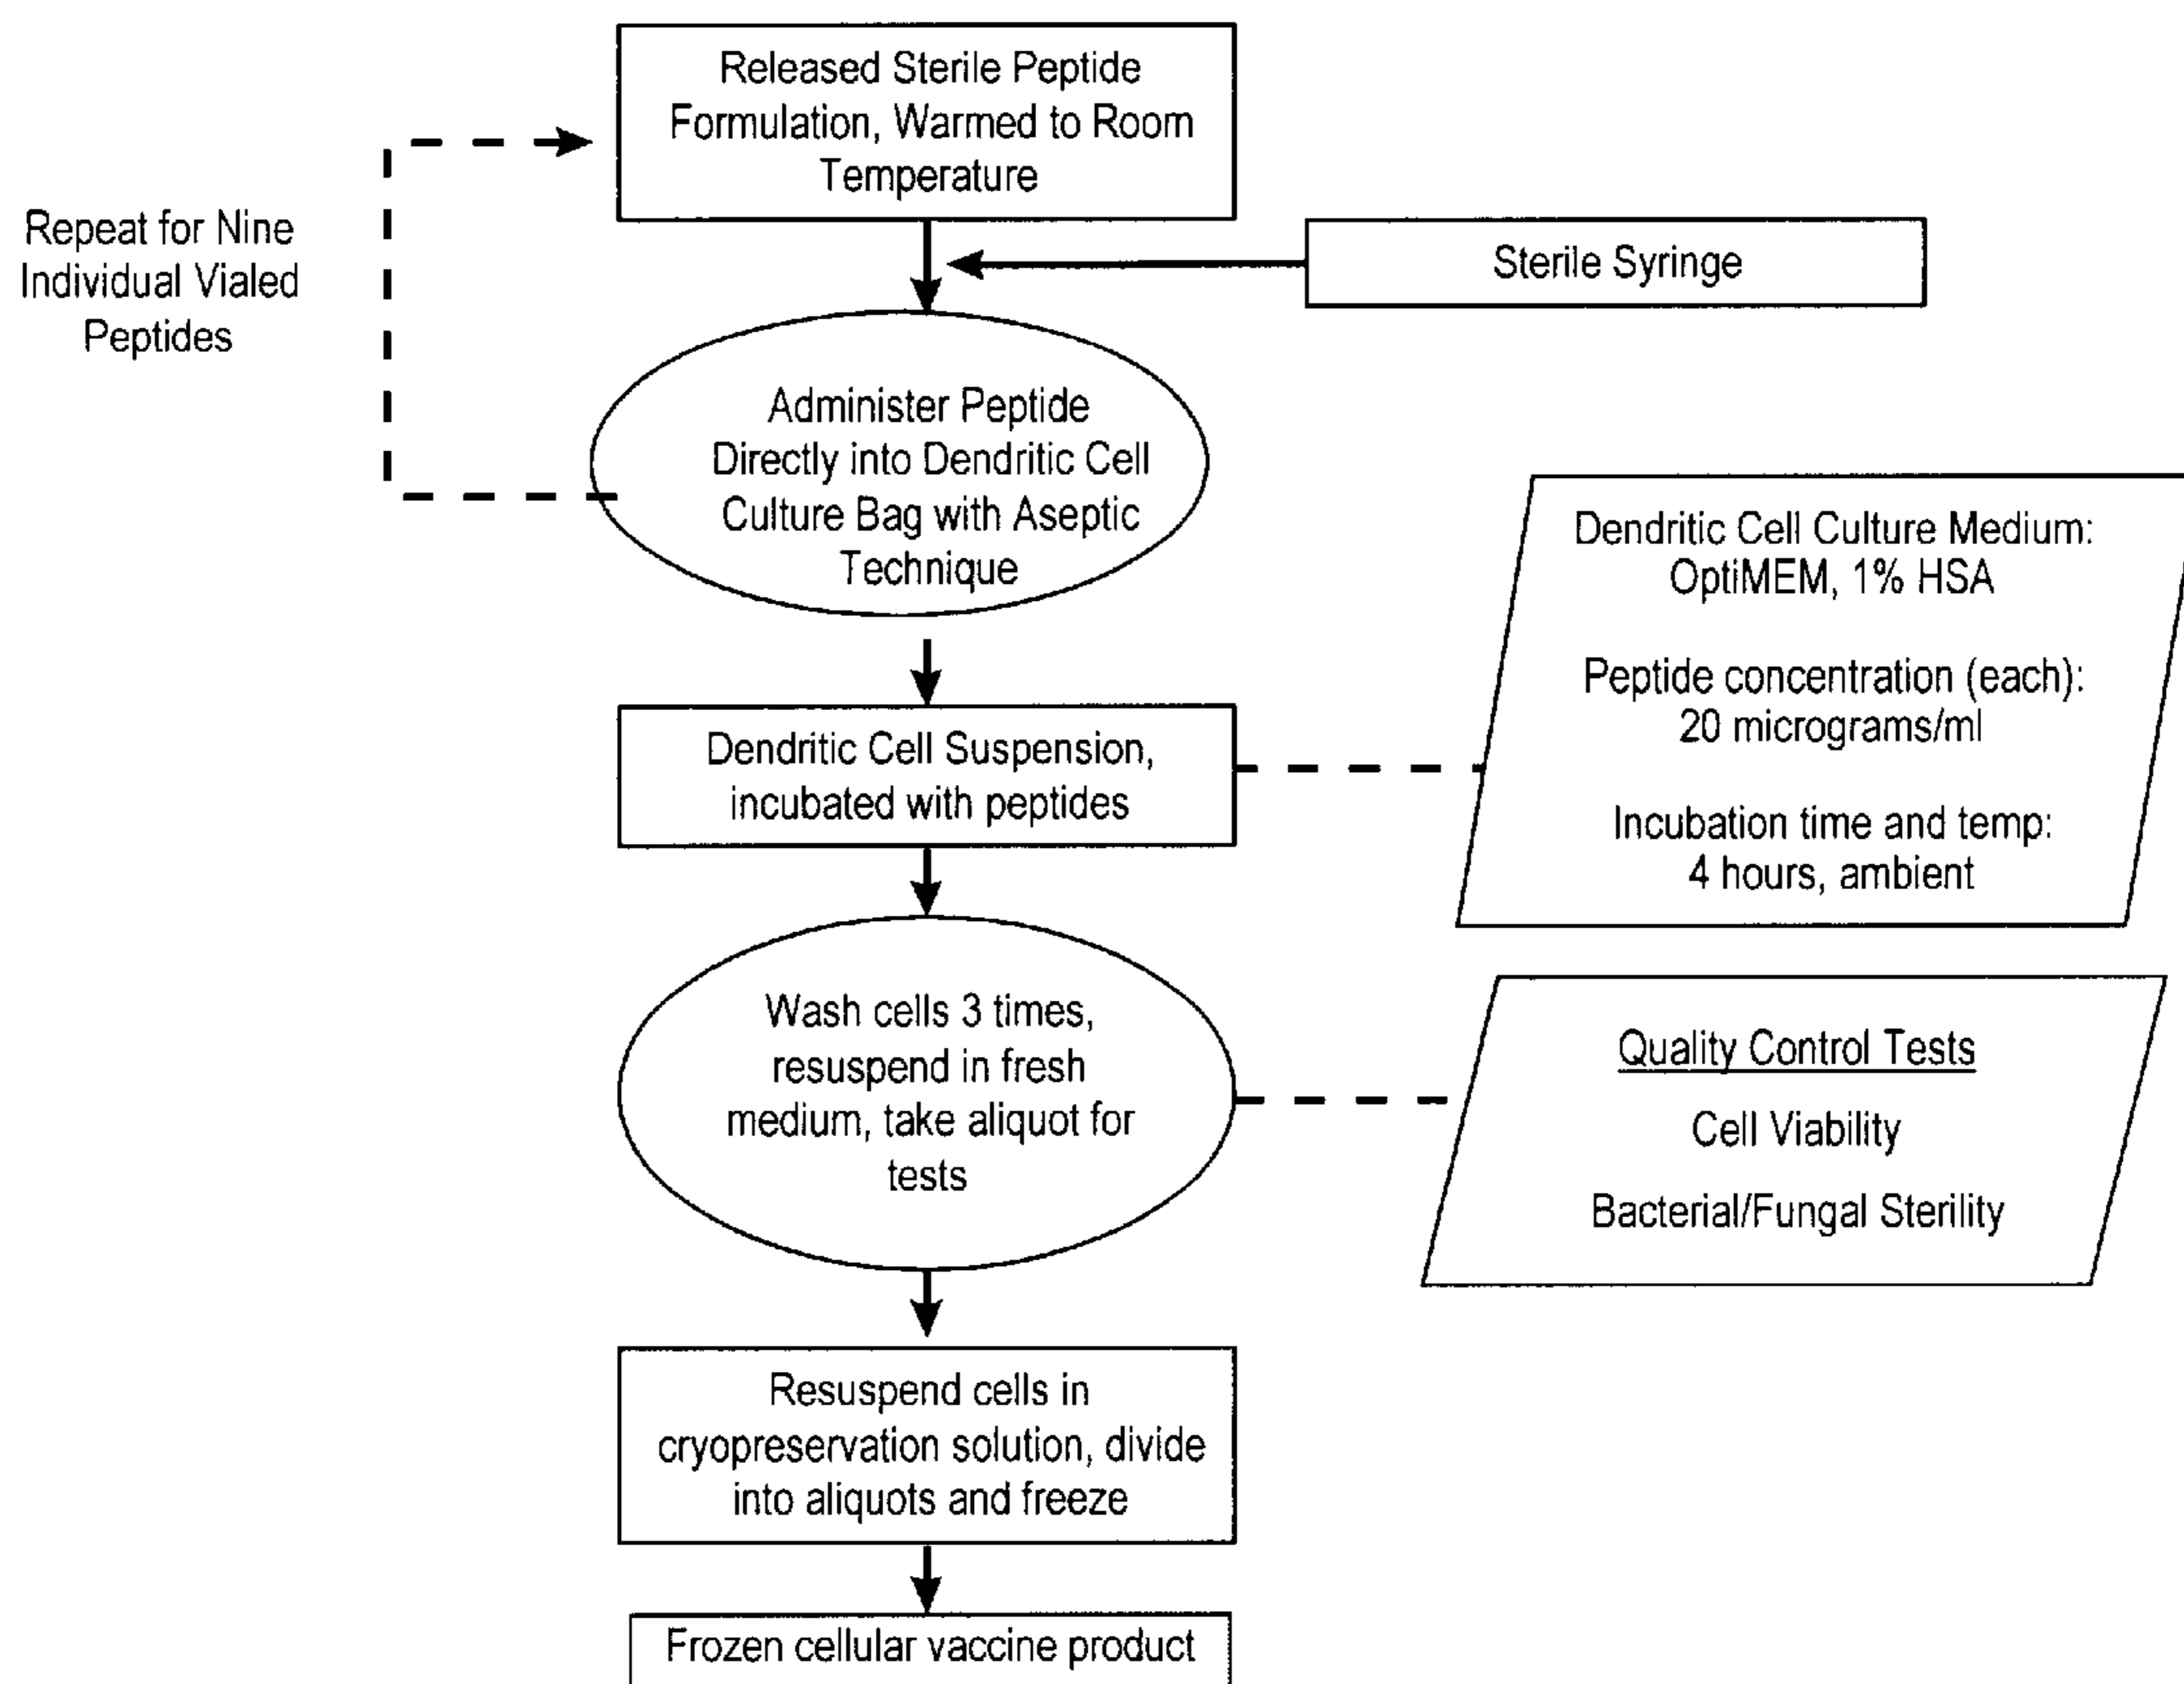 Released Sterile Peptide
Formulation, Warmed to Room
Temperature
Repeat for Nine
Individual Vialed
Peptides
Sterile Syringe
Administer Peptide
Directly into Dendritic Cell
Culture Bag with Aseptic
Technique
Dendritic Cell Culture Medium:
OptiMEM, 1% HSA
Peptide concentration (each):
20 micrograms/ml
Incubation time and temp:
4 hours, ambient
Dendritic Cell Suspension,
incubated with peptides
Wash cells 3 times,
resuspend in fresh
medium, take aliquot for
tests
Quality Control Tests
Cell Viability
Bacterial/Fungal Sterility
Resuspend cells in
cryopreservation solution, divide
into aliquots and freeze
Frozen cellular vaccine product